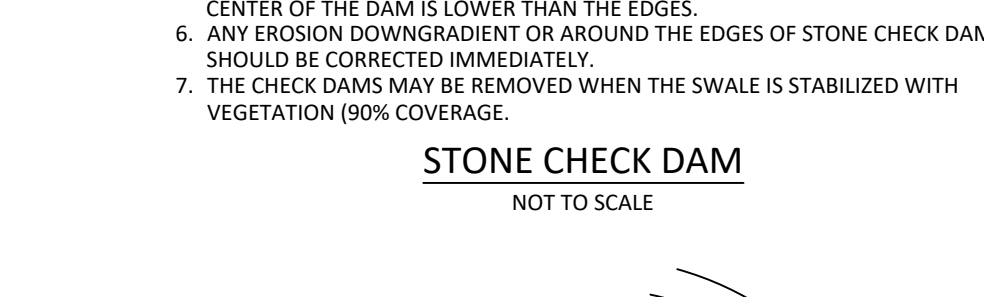 CENTER OF THE DAM IS LOWER THAN THE EDGES.
6. ANY EROSION DOWNGRADIENT OR AROUND THE EDGES OF STONE CHECK DAM
SHOULD BE CORRECTED IMMEDIATELY.
7. THE CHECK DAMS MAY BE REMOVED WHEN THE SWALE IS STABILIZED WITH
VEGETATION (90% COVERAGE.
STONE CHECK DAM
NOT TO SCALE